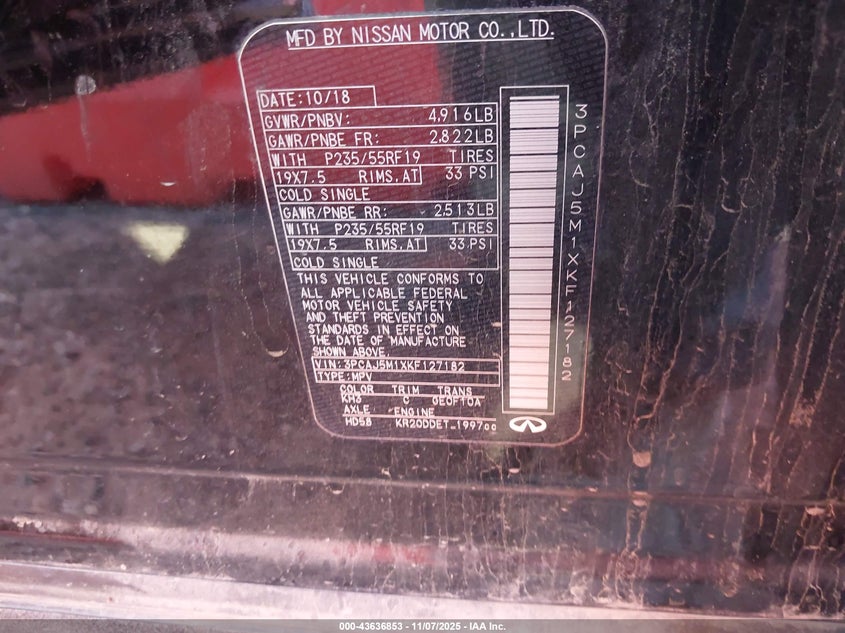 MFD BY NISSAN MOTOR CO.,LTD.
DATE:10/18
GVWR/PNBV: 4,916LB
GAWR/PNBE FR: 2,822LB
WITH P235/55RF19 TIRES
19X7.5 RIMS,AT 33 PSI
COLD SINGLE
GAWR/PNBE RR: 2,513LB
WITH P235/55RF19 TIRES
19X7.5 RIMS,AT 33 PSI
COLD SINGLE
THIS VEHICLE CONFORMS TO
ALL APPLICABLE FEDERAL
MOTOR VEHICLE SAFETY
AND THEFT PREVENTION
STANDARDS IN EFFECT ON
THE DATE OF MANUFACTURE
SHOWN ABOVE.
VIN:3PCAJ5M1XKF127182
TYPE:MPV
COLOR TRIM TRANS
KH3 C GE0F10A
AXLE ENGINE
HD58 KR20DDET-1997cc
3PCAJ5M1XKF127182
000-43636853 - 11/07/2025 - IAA Inc.